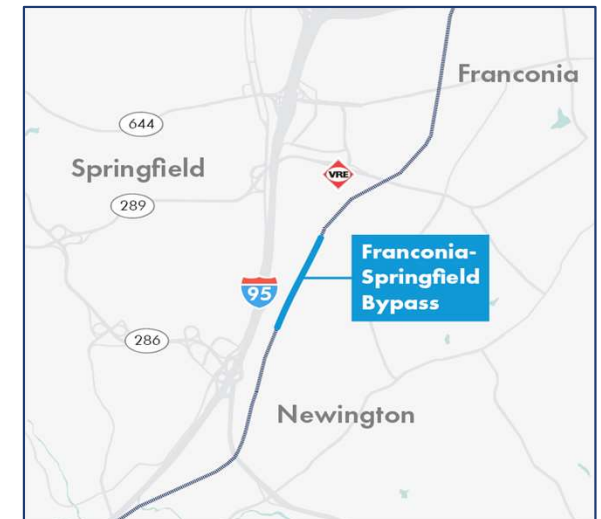 Franconia
644
Springfield
VRE
289
Franconia-
Springfield
Bypass
95
286
Newington